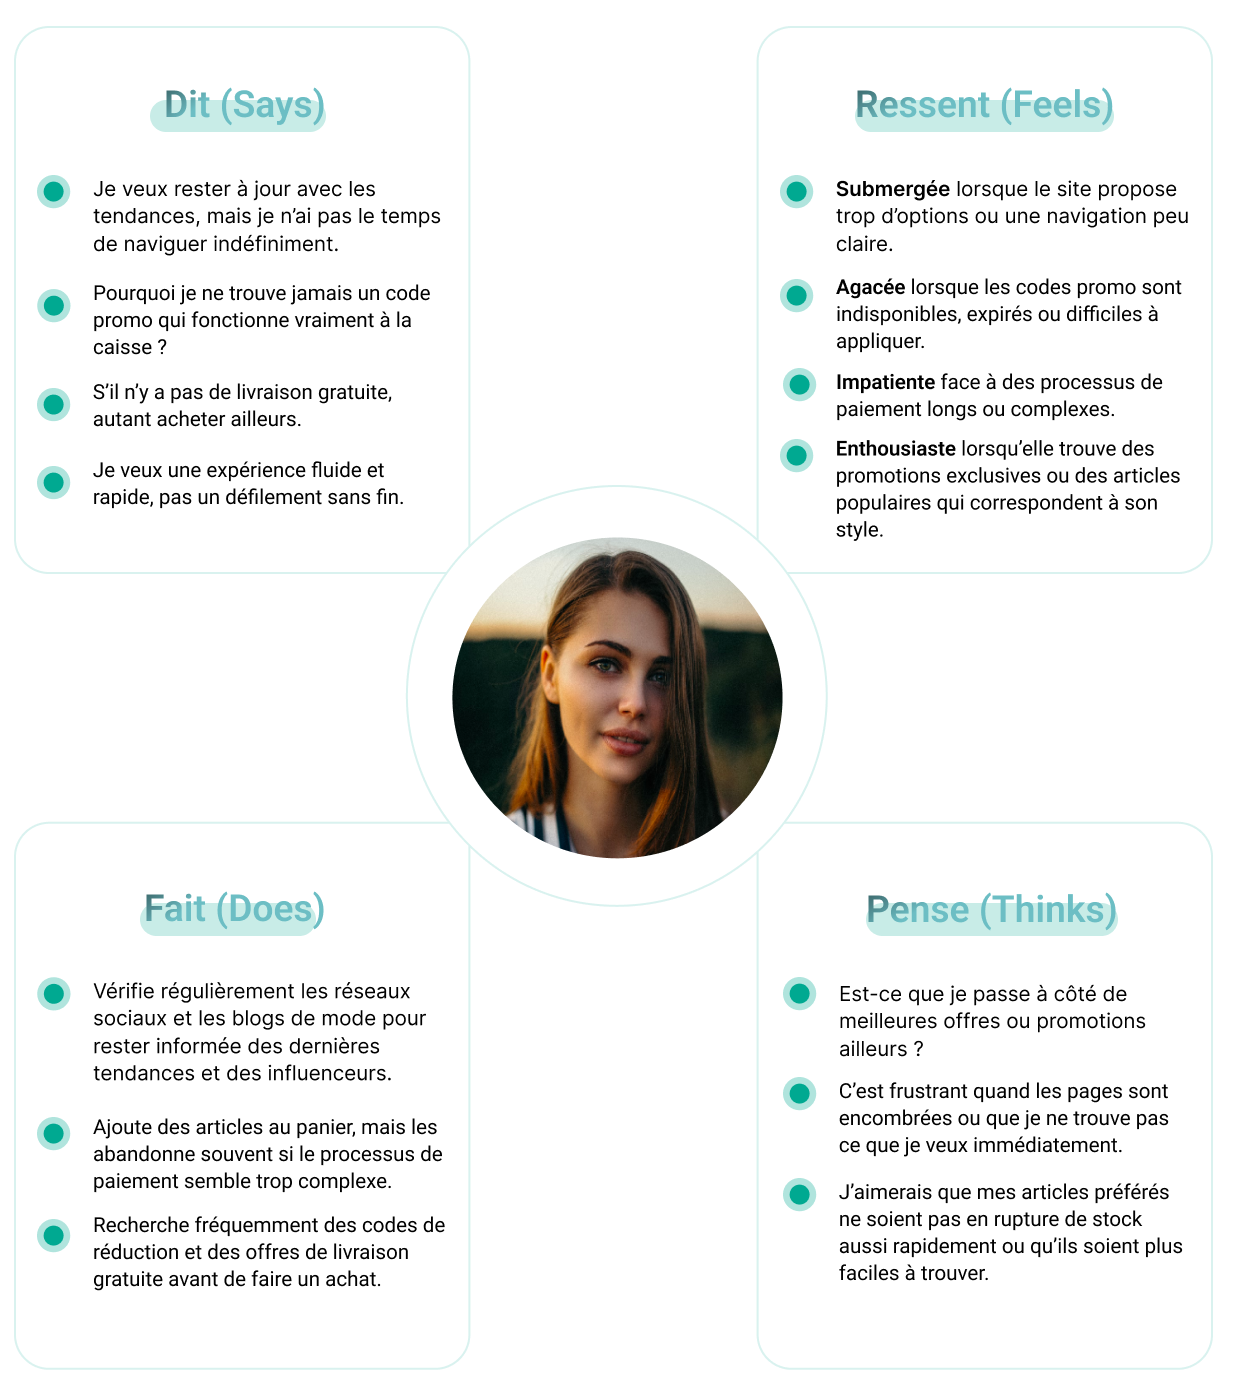 Dit (Says)
Je veux rester à jour avec les
tendances, mais je n’ai pas le temps
de naviguer indéfiniment.
Pourquoi je ne trouve jamais un code
promo qui fonctionne vraiment à la
caisse ?
S’il n’y a pas de livraison gratuite,
autant acheter ailleurs.
Je veux une expérience fluide et
rapide, pas un défilement sans fin.
Ressent (Feels)
Submergée lorsque le site propose
trop d’options ou une navigation peu
claire.
Agacée lorsque les codes promo sont
indisponibles, expirés ou difficiles à
appliquer.
Impatiente face à des processus de
paiement longs ou complexes.
Enthousiaste lorsqu’elle trouve des
promotions exclusives ou des articles
populaires qui correspondent à son
style.
Fait (Does)
Vérifie régulièrement les réseaux
sociaux et les blogs de mode pour
rester informée des dernières
tendances et des influenceurs.
Ajoute des articles au panier, mais les
abandonne souvent si le processus de
paiement semble trop complexe.
Recherche fréquemment des codes de
réduction et des offres de livraison
gratuite avant de faire un achat.
Pense (Thinks)
Est-ce que je passe à côté de
meilleures offres ou promotions
ailleurs ?
C’est frustrant quand les pages sont
encombrées ou que je ne trouve pas
ce que je veux immédiatement.
J’aimerais que mes articles préférés
ne soient pas en rupture de stock
aussi rapidement ou qu’ils soient plus
faciles à trouver.